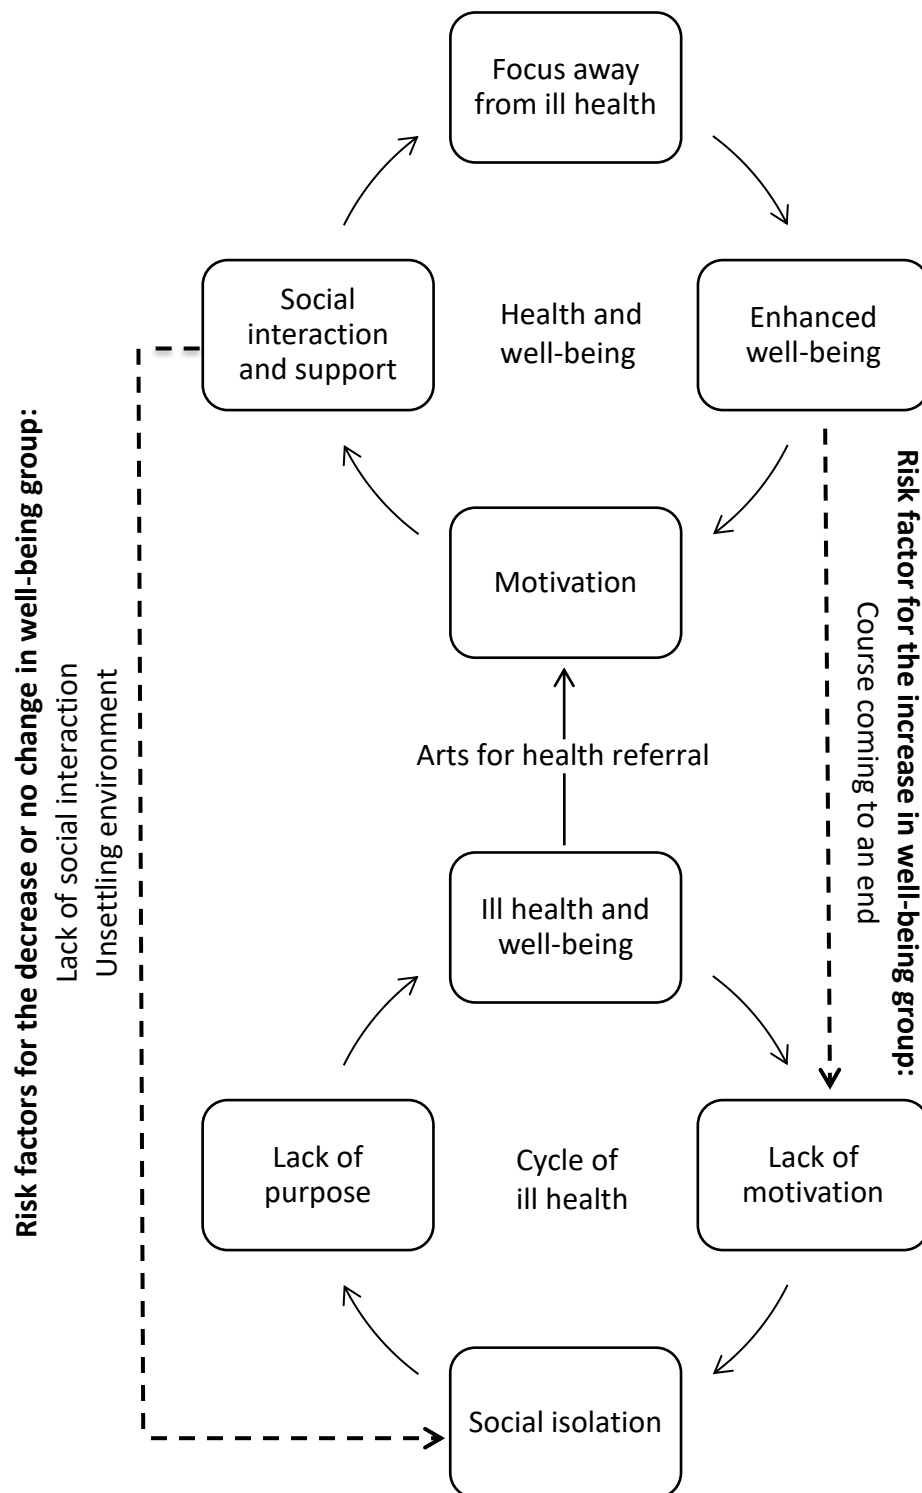 Focus away
from ill health
Social
interaction
and support
Health and
well-being
Enhanced
well-being
Motivation
Arts for health referral
Ill health and
well-being
Lack of
purpose
Cycle of
ill health
Lack of
motivation
Social isolation
Risk factors for the decrease or no change in well-being group:
Lack of social interaction
Unsettling environment
Risk factor for the increase in well-being group:
Course coming to an end